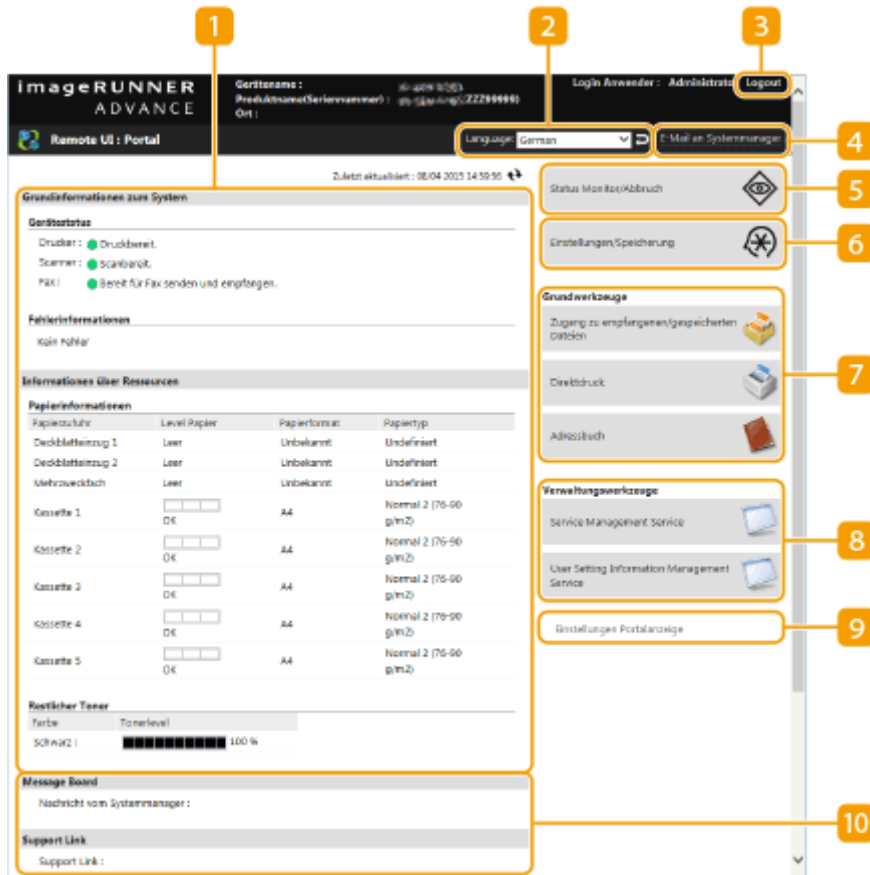 1
2
3
imageRUNNER
ADVANCE
Gerätename :
Produktname(Seriennummer) : ZZZ99999)
Ort :
Login Anwender : Administrato Logout
Remote UI : Portal
Language: German
E-Mail an Systemmanager
4
Zuletzt aktualisiert : 08/04 2015 14:59:56
Grundinformationen zum System
Gerätestatus
Drucker : Druckbereit.
Scanner : Scanbereit.
Fax : Bereit für Fax senden und empfangen.
Fehlerinformationen
Kein Fehler
Informationen über Ressourcen
Papierinformationen
Papierzufuhr Level Papier Papierformat Papiertyp
Deckblatteinzug 1 Leer Unbekannt Undefiniert
Deckblatteinzug 2 Leer Unbekannt Undefiniert
Mehrzweckfach Leer Unbekannt Undefiniert
Kassette 1 OK A4 Normal 2 (76-90
g/m2)
Kassette 2 OK A4 Normal 2 (76-90
g/m2)
Kassette 3 OK A4 Normal 2 (76-90
g/m2)
Kassette 4 OK A4 Normal 2 (76-90
g/m2)
Kassette 5 OK A4 Normal 2 (76-90
g/m2)
Restlicher Toner
Farbe Tonerlevel
Schwarz : 100 %
Message Board
Nachricht vom Systemmanager :
Support Link
Support Link :
Status Monitor/Abbruch
5
Einstellungen/Speicherung
6
Grundwerkzeuge
Zugang zu empfangenen/gespeicherten
Dateien
Direktdruck
7
Adressbuch
Verwaltungswerkzeuge
Service Management Service
8
User Setting Information Management
Service
Einstellungen Portalanzeige
9
10